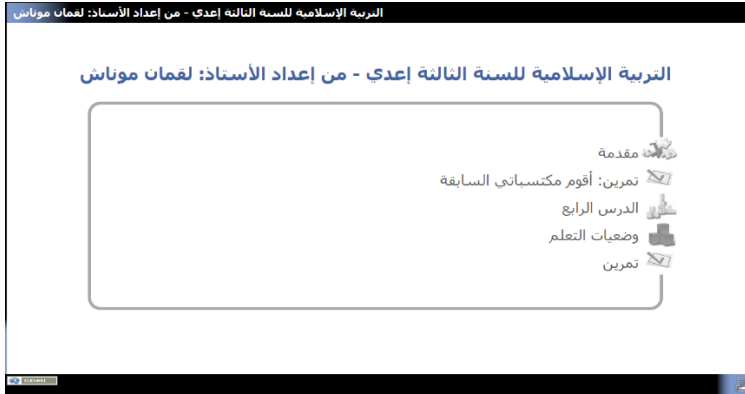 التربية الإسلامية للسنة الثالثة إعدي - من إعداد الأستاذ: لقمان موناش
التربية الإسلامية للسنة الثالثة إعدي - من إعداد الأستاذ: لقمان موناش
مقدمة
تمرين: أقوم مكتسباتي السابقة
الدرس الرابع
وضعيات التعلم
تمرين